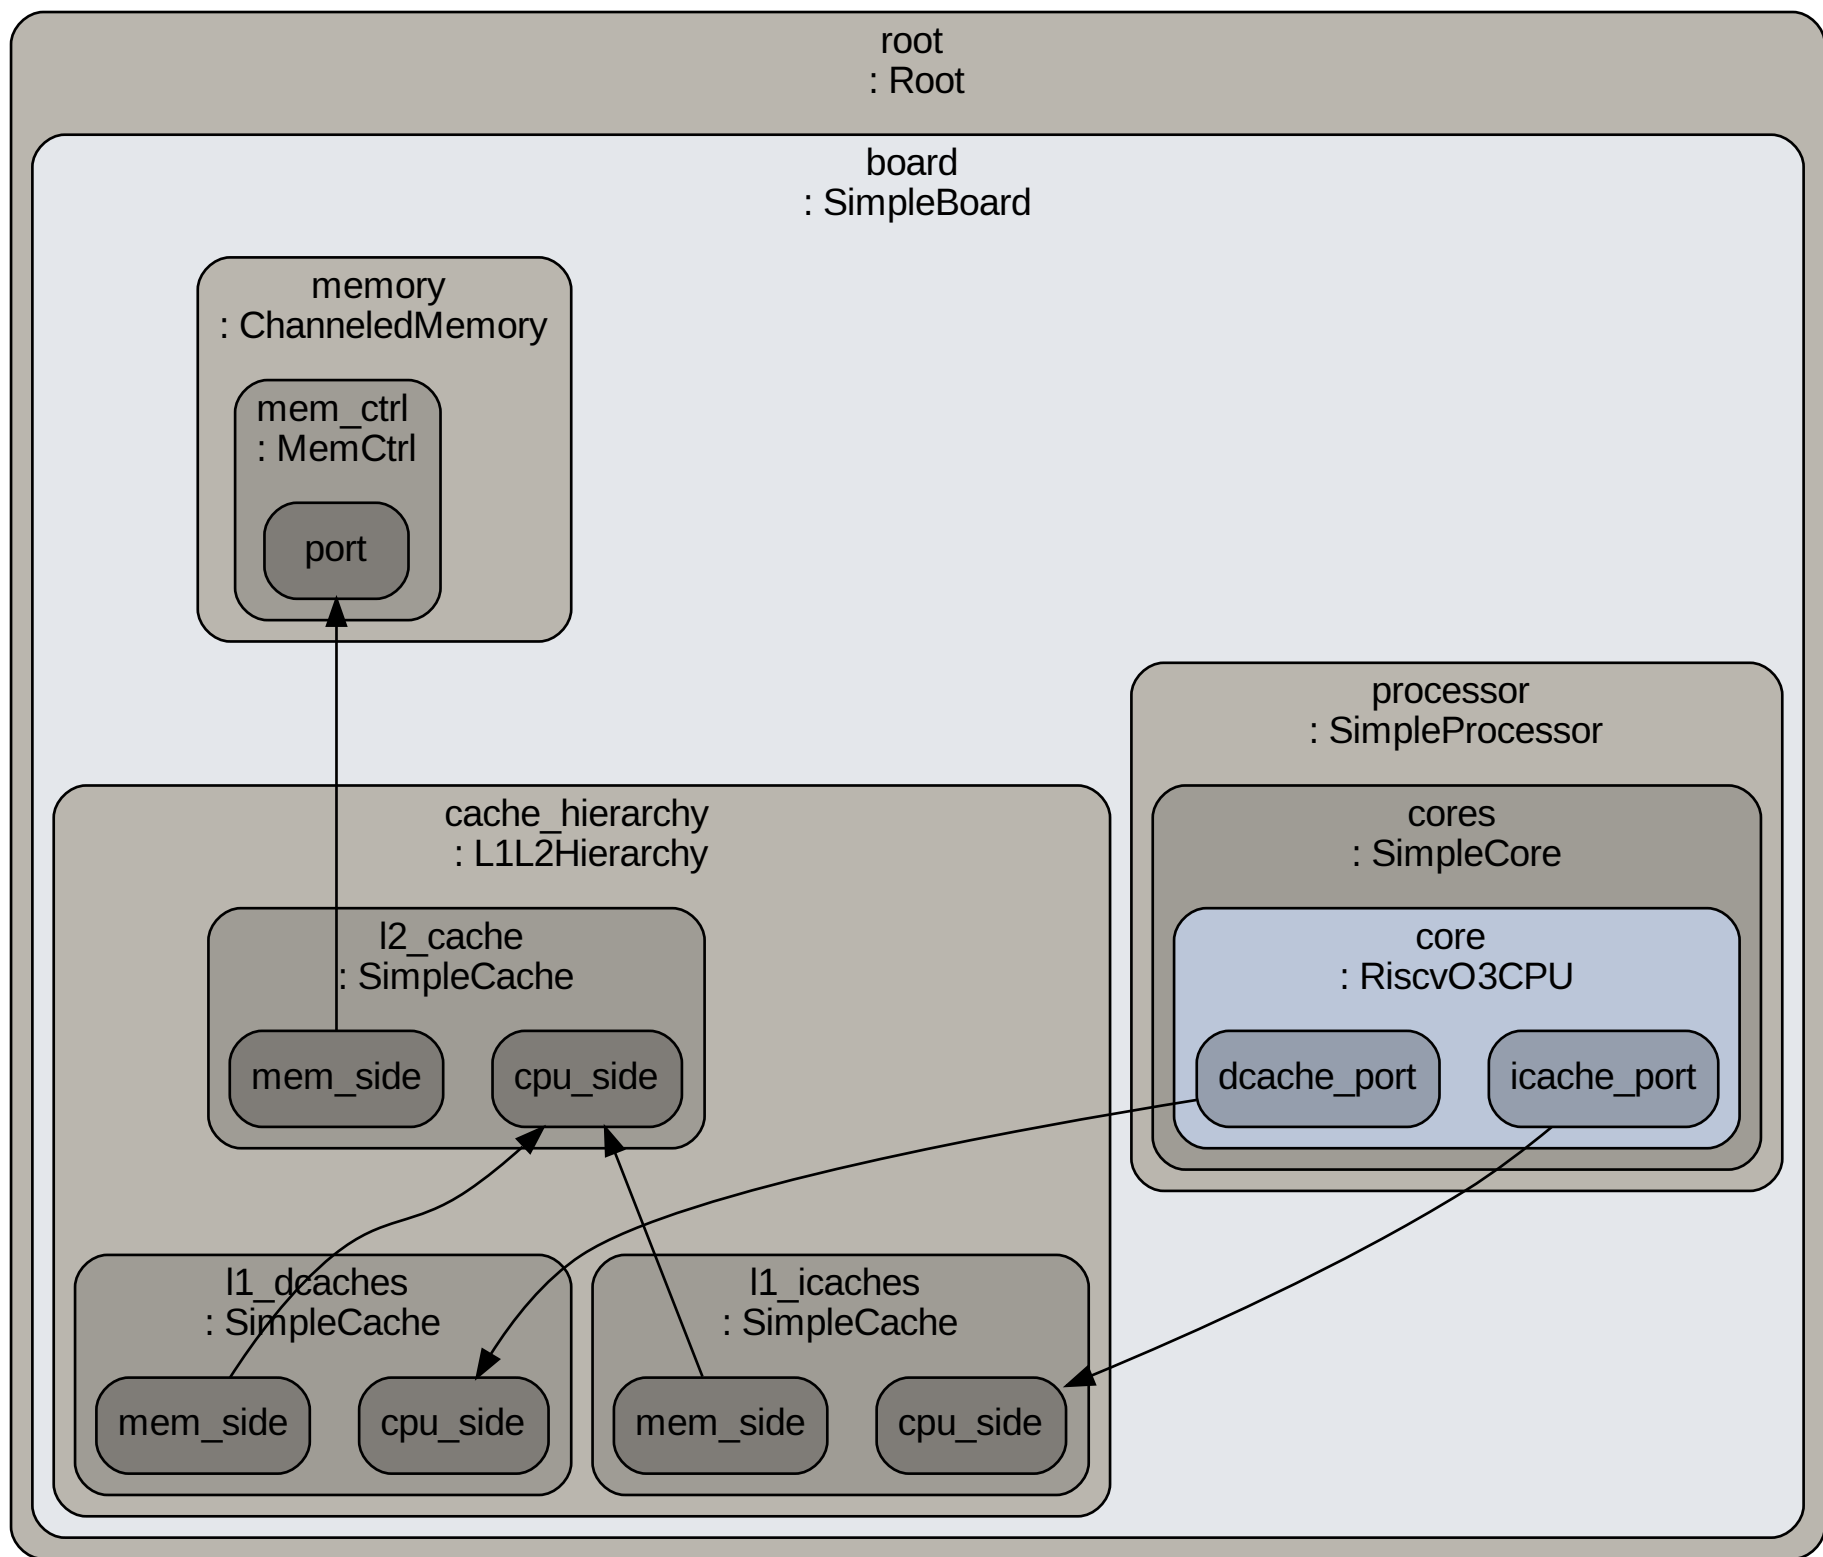 root
: Root
board
: SimpleBoard
memory
: ChanneledMemory
mem_ctrl
: MemCtrl
port
processor
: SimpleProcessor
cache_hierarchy
: L1L2Hierarchy
cores
: SimpleCore
l2_cache
: SimpleCache
core
: RiscvO3CPU
mem_side
cpu_side
dcache_port
icache_port
l1_dcaches
: SimpleCache
l1_icaches
: SimpleCache
mem_side
cpu_side
mem_side
cpu_side